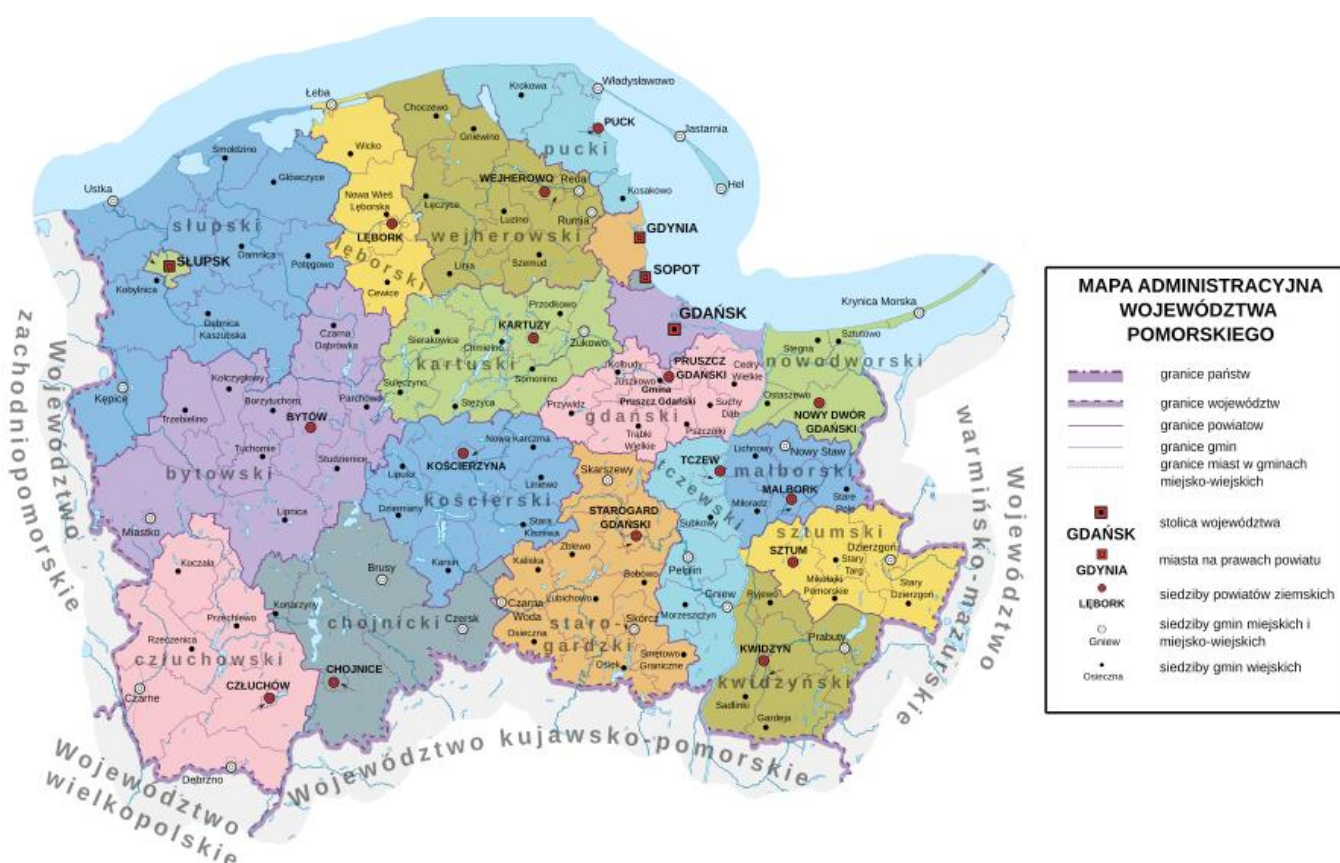 Władysławowo
Krokowa
Łeba
Choczewo
PUCK
Jastarnia
Gniewino
pucki
Wicko
Smołdzino
Główczyce
WEJHEROWO
Reda
Hel
Ustka
Nowa Wieś
Lęborska
Łęczyce
Kosakowo
Luzino
Rumia
słupski
LĘBORK
wejherowski
GDYNIA
Damnica
lęborski
SŁUPSK
Potęgowo
Linia
Szemud
SOPOT
Kobylnica
Cewice
Krynica Morska
Przodkowo
Dębnica
Kaszubska
Czarna
Dąbrówka
Sierakowice
KARTUZY
Chmielno
Żukowo
GDAŃSK
Stegna
Sztutowo
nowodworski
kartuski
Kolbudy
PRUSZCZ
GDAŃSKI
Cedry
Wielkie
Kępice
Kołczygłowy
Sulęczyno
Somonino
Juszkowo
Gmina
Pruszcz Gdański
Suchy
Dąb
Ostaszewo
Trzebielino
Borzytuchom
Parchowo
Stężyca
Przywidz
gdański
NOWY DWÓR
GDAŃSKI
BYTÓW
Trąbki
Wielkie
Pszczółki
Tuchomie
Nowa Karczma
Lichnowy
Nowy Staw
bytowski
Studzienice
KOŚCIERZYNA
Lipusz
Skarszewy
TCZEW
malborski
Liniewo
kościerski
tczewski
MALBORK
Miłoradz
Stare
Pole
Miastko
Lipnica
Dziemiany
Stara
Kiszewa
STAROGARD
GDAŃSKI
Subkowy
sztumski
Zblewo
SZTUM
Dzierzgoń
Stary
Targ
Koczała
Brusy
Karsin
Kaliska
Bobowo
Pelplin
Mikołajki
Pomorskie
Stary
Dzierzgoń
Konarzyny
Czarna
Woda
Lubichowo
Gniew
Ryjewo
Przechlewo
chojnicki
Czersk
Morzeszczyn
Rzeczenica
Osieczna
staro-
gardzki
Skórcz
Prabuty
człuchowski
CHOJNICE
Osiek
Smętowo
Graniczne
KWIDZYN
Czarne
CZŁUCHÓW
kwidzyński
Sadlinki
Gardeja
Debrzno
Województwo
zachodniopomorskie
Województwo
wielkopolskie
Województwo kujawsko-pomorskie
Województwo
warmińsko-mazurskie
MAPA ADMINISTRACYJNA
WOJEWÓDZTWA
POMORSKIEGO
granice państw
granice województw
granice powiatow
granice gmin
granice miast w gminach
miejsko-wiejskich
GDAŃSK
stolica województwa
GDYNIA
miasta na prawach powiatu
LĘBORK
siedziby powiatów ziemskich
Gniew
siedziby gmin miejskich i
miejsko-wiejskich
Osieczna
siedziby gmin wiejskich